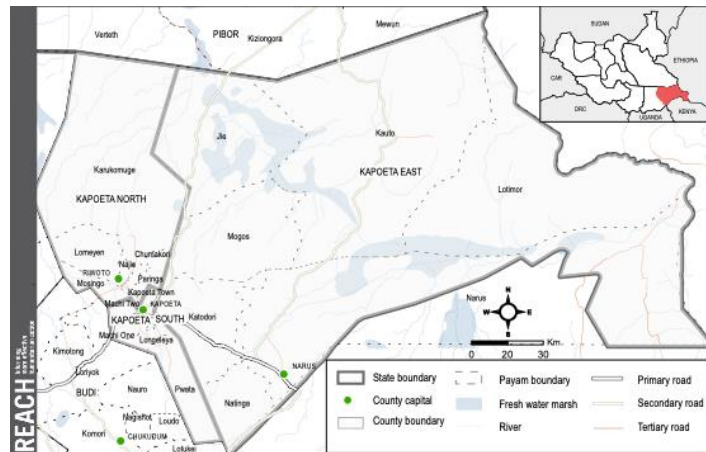 Verteth
PIBOR
Kiziongora
Mewun
SUDAN
ETHIOPIA
CAR
DRC
UGANDA
KENYA
Jie
Kauto
Karukomuge
KAPOETA EAST
KAPOETA NORTH
Lotimor
Mogos
Lomeyen
Chumakori
Najie
RIWOTO
Paringa
Mosingo
Kapoeta Town
Machi Two
KAPOETA
KAPOETA SOUTH
Katodori
Machi One
Longeleya
Narus
N
W
E
S
Kimotong
Loriyok
NARUS
BUDI
Nauro
Pwata
Natinga
Nagishot
Loudo
Komori
CHUKUDUM
Lotukei
0 20 30 Km
State boundary
Payam boundary
Primary road
County capital
Fresh water marsh
Secondary road
County boundary
River
Tertiary road
REACH